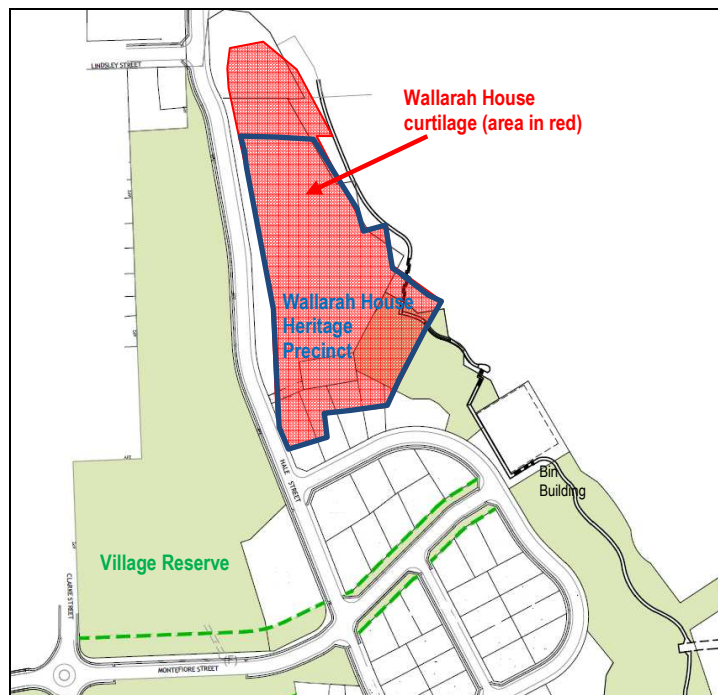 LINDSLEY STREET
Wallarah House
curtilage (area in red)
Wallarah House
Heritage
Precinct
HALE STREET
Bin
Building
Village Reserve
CLARKE STREET
MONTEFIORE STREET